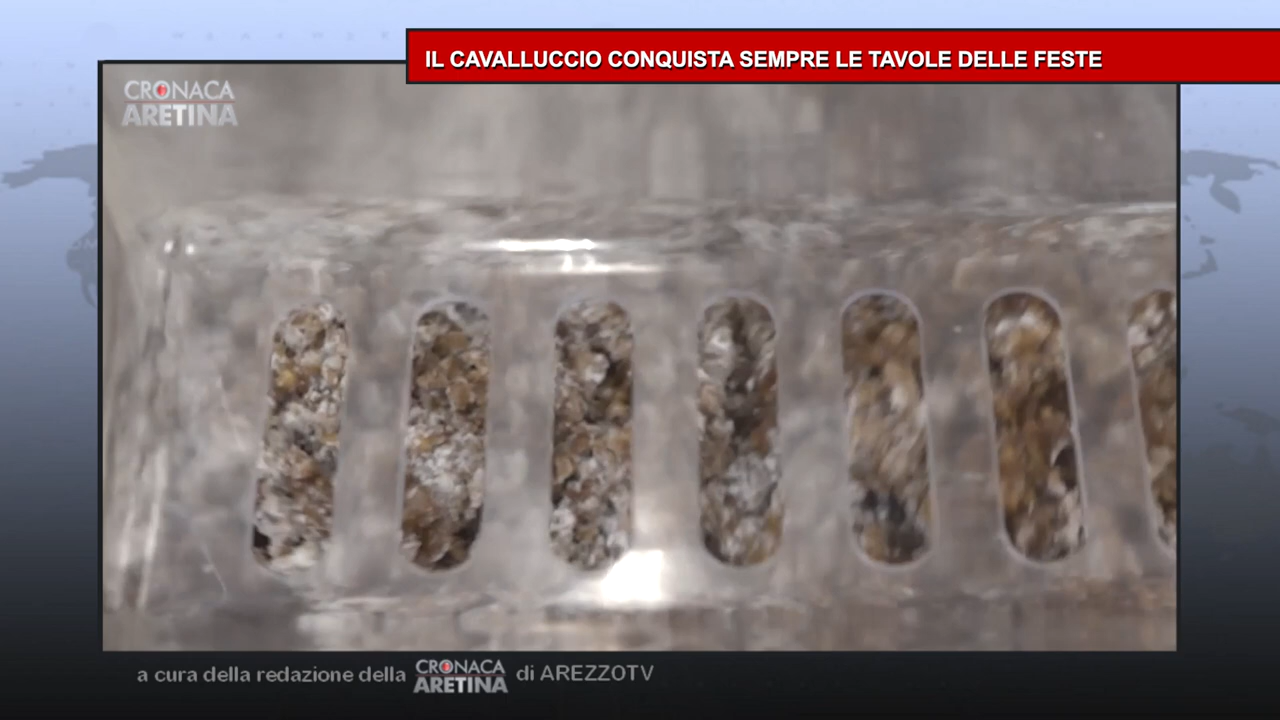 IL CAVALLUCCIO CONQUISTA SEMPRE LE TAVOLE DELLE FESTE
CRONACA
ARETINA
a cura della redazione della CRONACA ARETINA di AREZZOTV